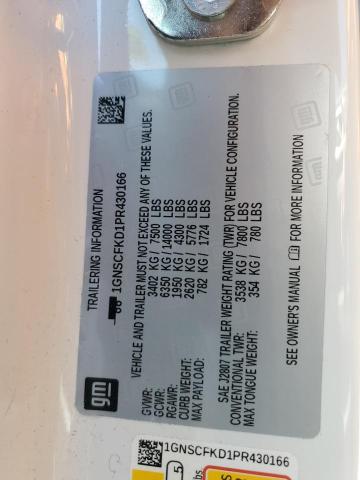 gm
TRAILERING INFORMATION
1GNSCFKD1PR430166
VEHICLE AND TRAILER MUST NOT EXCEED ANY OF THESE VALUES.
GVWR: 3402 KG / 7500 LBS
GCWR: 6350 KG / 14000 LBS
RGAWR: 1950 KG / 4300 LBS
CURB WEIGHT: 2620 KG / 5776 LBS
MAX PAYLOAD: 782 KG / 1724 LBS
SAE J2807 TRAILER WEIGHT RATING (TWR) FOR VEHICLE CONFIGURATION.
CONVENTIONAL TWR: 3538 KG / 7800 LBS
MAX TONGUE WEIGHT: 354 KG / 780 LBS
SEE OWNER'S MANUAL FOR MORE INFORMATION
1GNSCFKD1PR430166
5